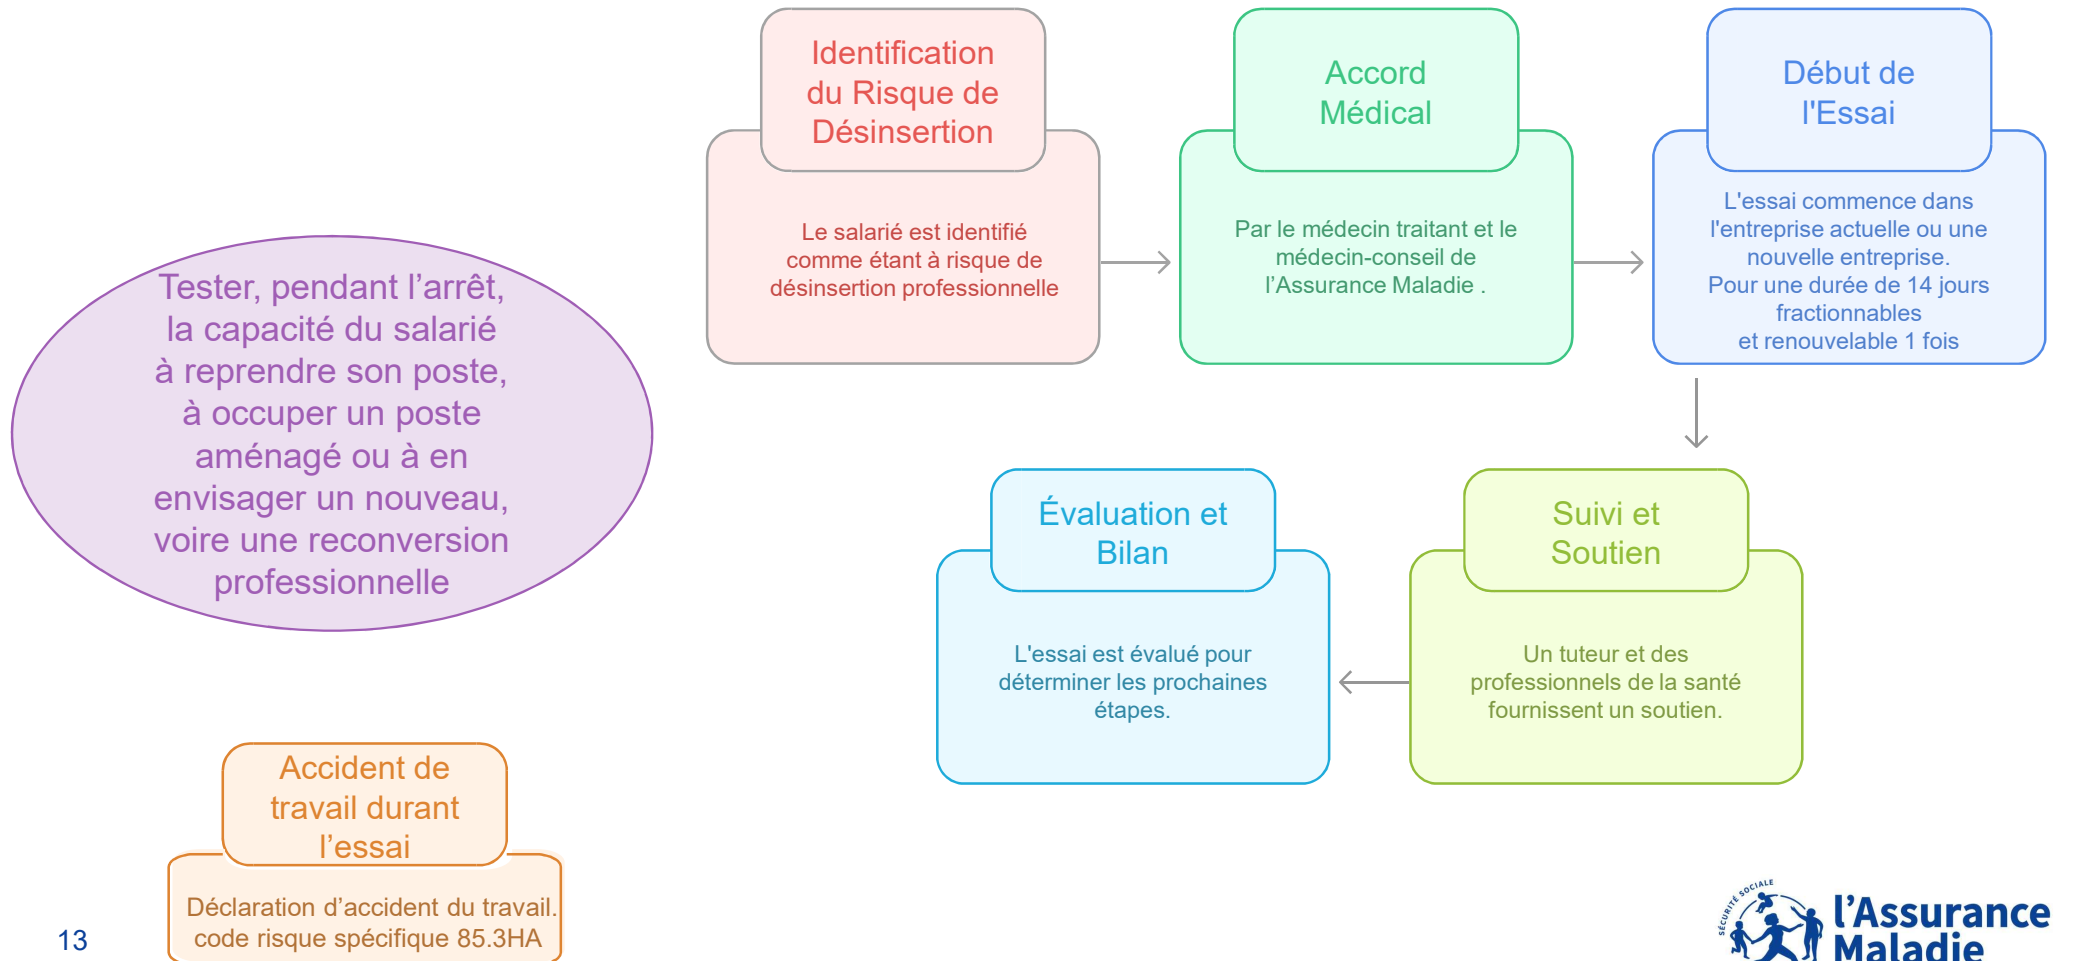 Tester, pendant l’arrêt,
la capacité du salarié
à reprendre son poste,
à occuper un poste
aménagé ou à en
envisager un nouveau,
voire une reconversion
professionnelle
Identification
du Risque de
Désinsertion
Le salarié est identifié
comme étant à risque de
désinsertion professionnelle
Accord
Médical
Par le médecin traitant et le
médecin-conseil de
l’Assurance Maladie .
Début de
l'Essai
L'essai commence dans
l'entreprise actuelle ou une
nouvelle entreprise.
Pour une durée de 14 jours
fractionnables
et renouvelable 1 fois
Suivi et
Soutien
Un tuteur et des
professionnels de la santé
fournissent un soutien.
Évaluation et
Bilan
L'essai est évalué pour
déterminer les prochaines
étapes.
Accident de
travail durant
l’essai
Déclaration d’accident du travail.
code risque spécifique 85.3HA
13
SÉCURITÉ SOCIALE
l’Assurance
Maladie